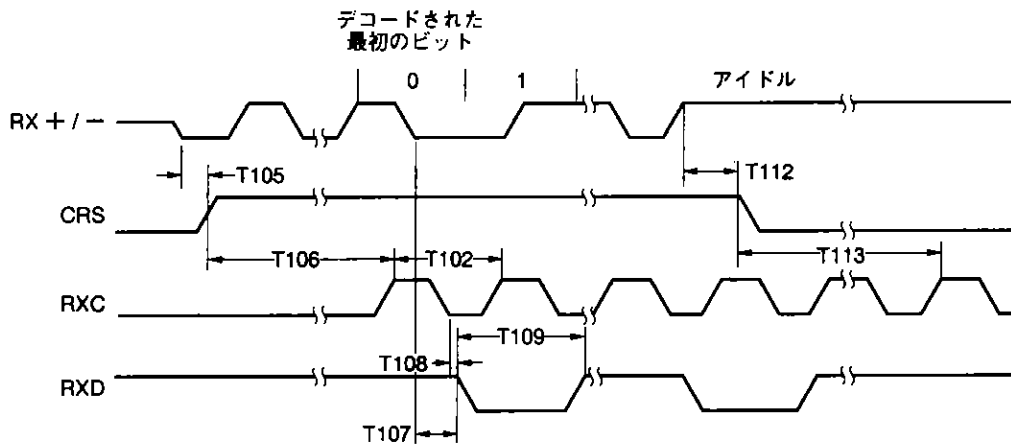 デコードされた
最初のビット
0 1 アイドル
RX +/−
T105 T112
CRS
T106 T102 T113
RXC
T109
T108
RXD
T107